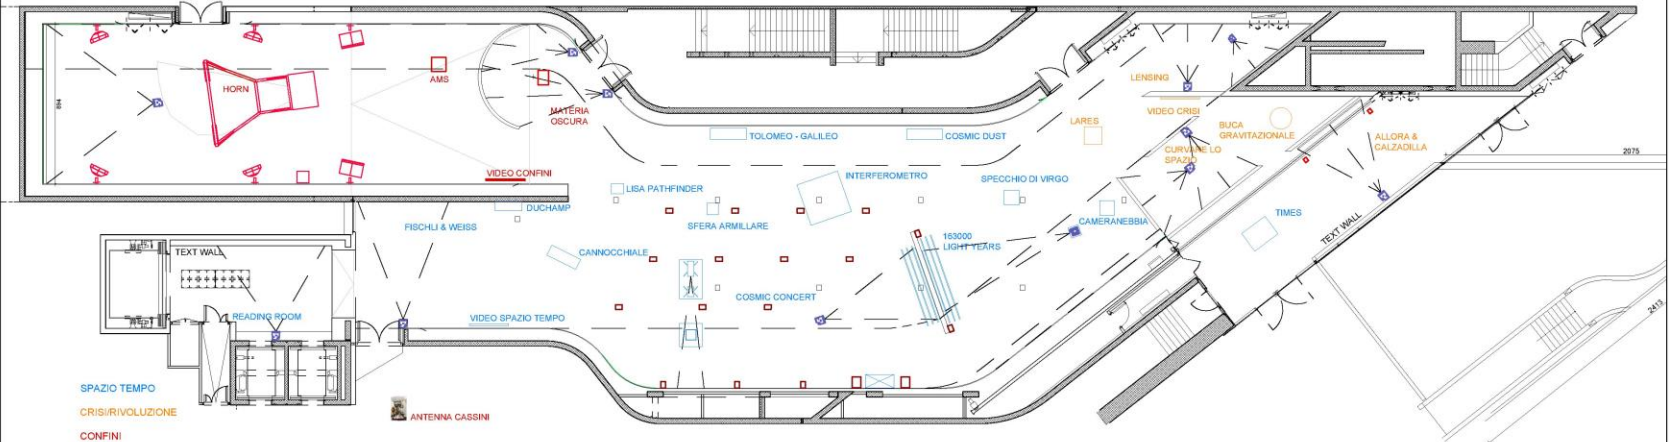 HORN
AMS
694
MATERIA
OSCURA
TOLOMEO - GALILEO
COSMIC DUST
LENSING
VIDEO CRISI
LARES
BUCA
GRAVITAZIONALE
CURVARE LO
SPAZIO
ALLORA &
CALZADILLA
2075
VIDEO CONFINI
LISA PATHFINDER
INTERFEROMETRO
SPECCHIO DI VIRGO
DUCHAMP
SFERA ARMILLARE
CAMERANEBBIA
TIMES
FISCHLI & WEISS
163000
LIGHT YEARS
TEXT WALL
TEXT WALL
CANNOCCHIALE
COSMIC CONCERT
READING ROOM
VIDEO SPAZIO TEMPO
2413
SPAZIO TEMPO
CRISI/RIVOLUZIONE
ANTENNA CASSINI
CONFINI